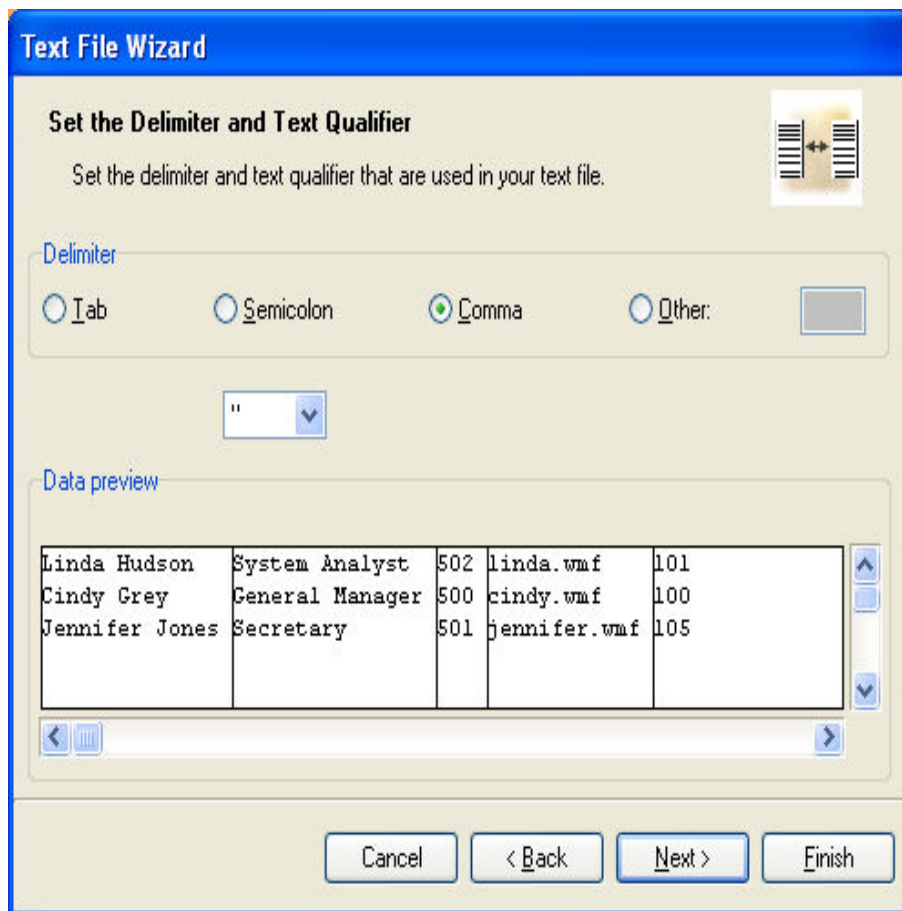 Text File Wizard
Set the Delimiter and Text Qualifier
Set the delimiter and text qualifier that are used in your text file.
Delimiter
Tab Semicolon Comma Other:
"
Data preview
Linda Hudson System Analyst 502 linda.wmf 101
Cindy Grey General Manager 500 cindy.wmf 100
Jennifer Jones Secretary 501 jennifer.wmf 105
Cancel < Back Next > Finish